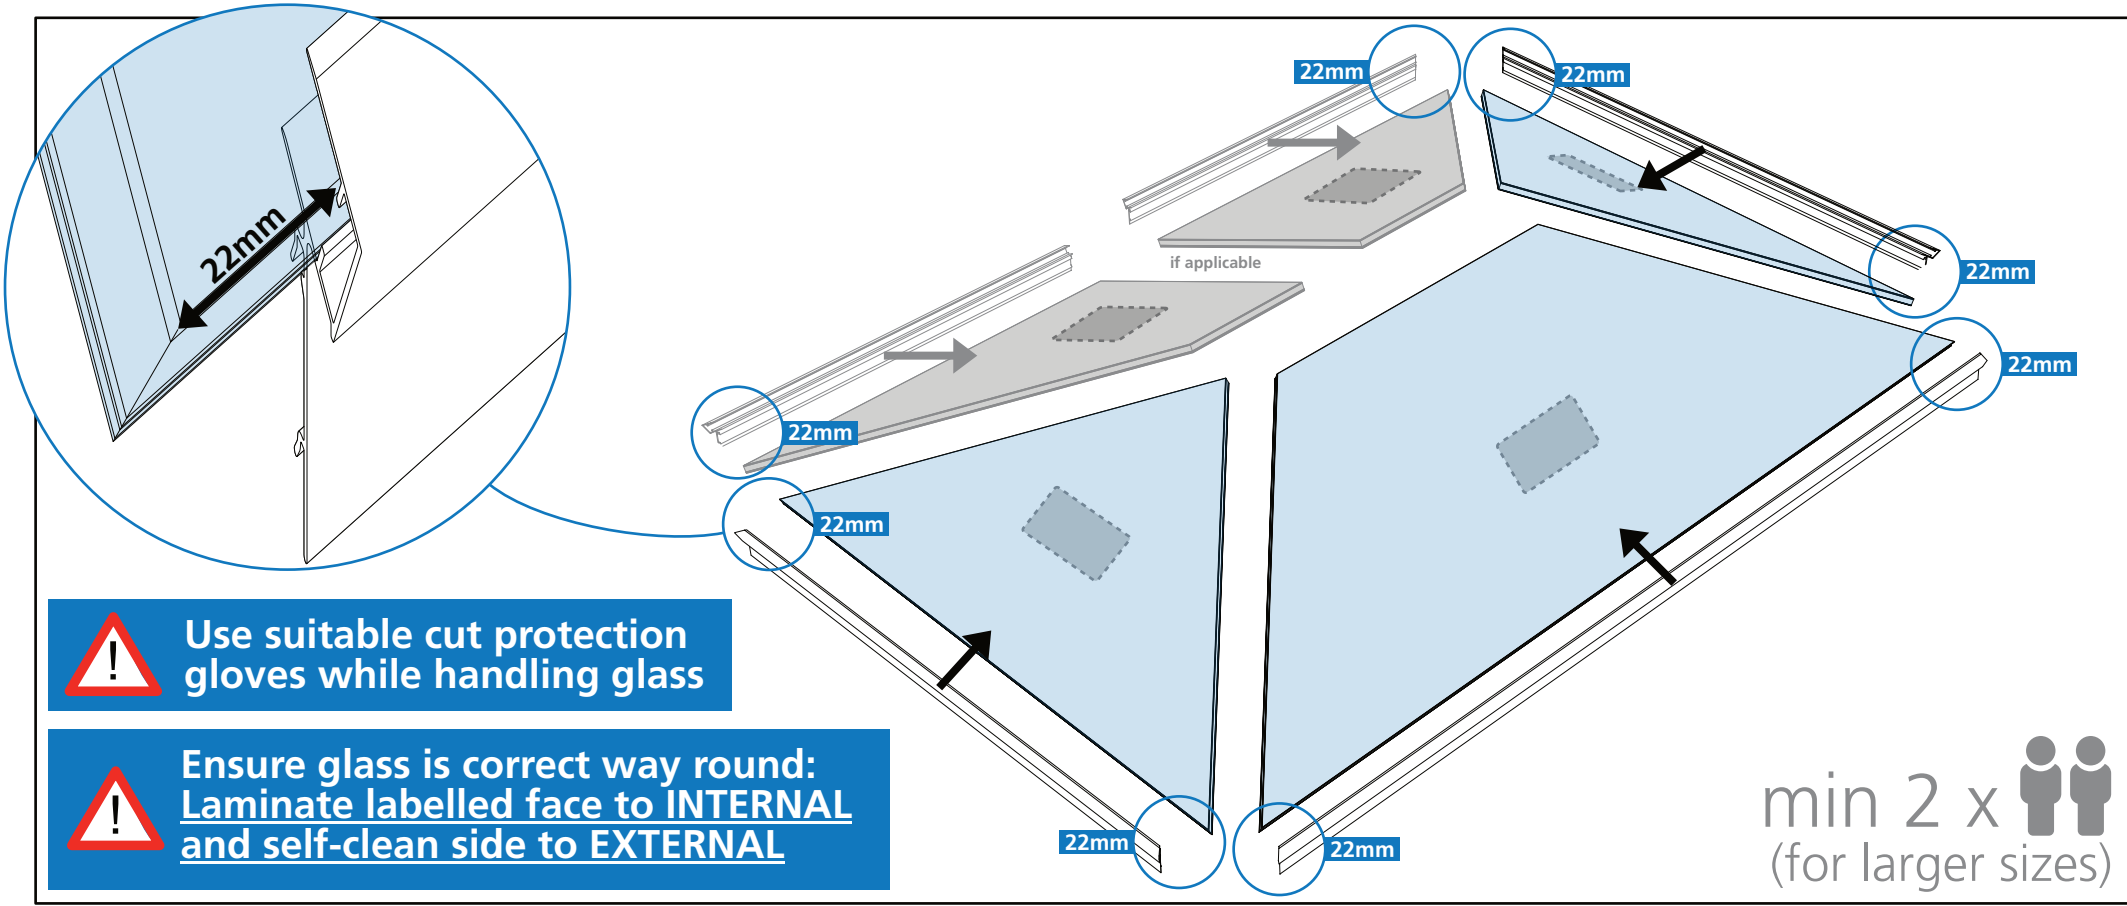 22mm
22mm
22mm
22mm
if applicable
22mm
22mm
22mm
22mm
22mm
Use suitable cut protection
gloves while handling glass
Ensure glass is correct way round:
Laminate labelled face to INTERNAL
and self-clean side to EXTERNAL
min 2 x
(for larger sizes)